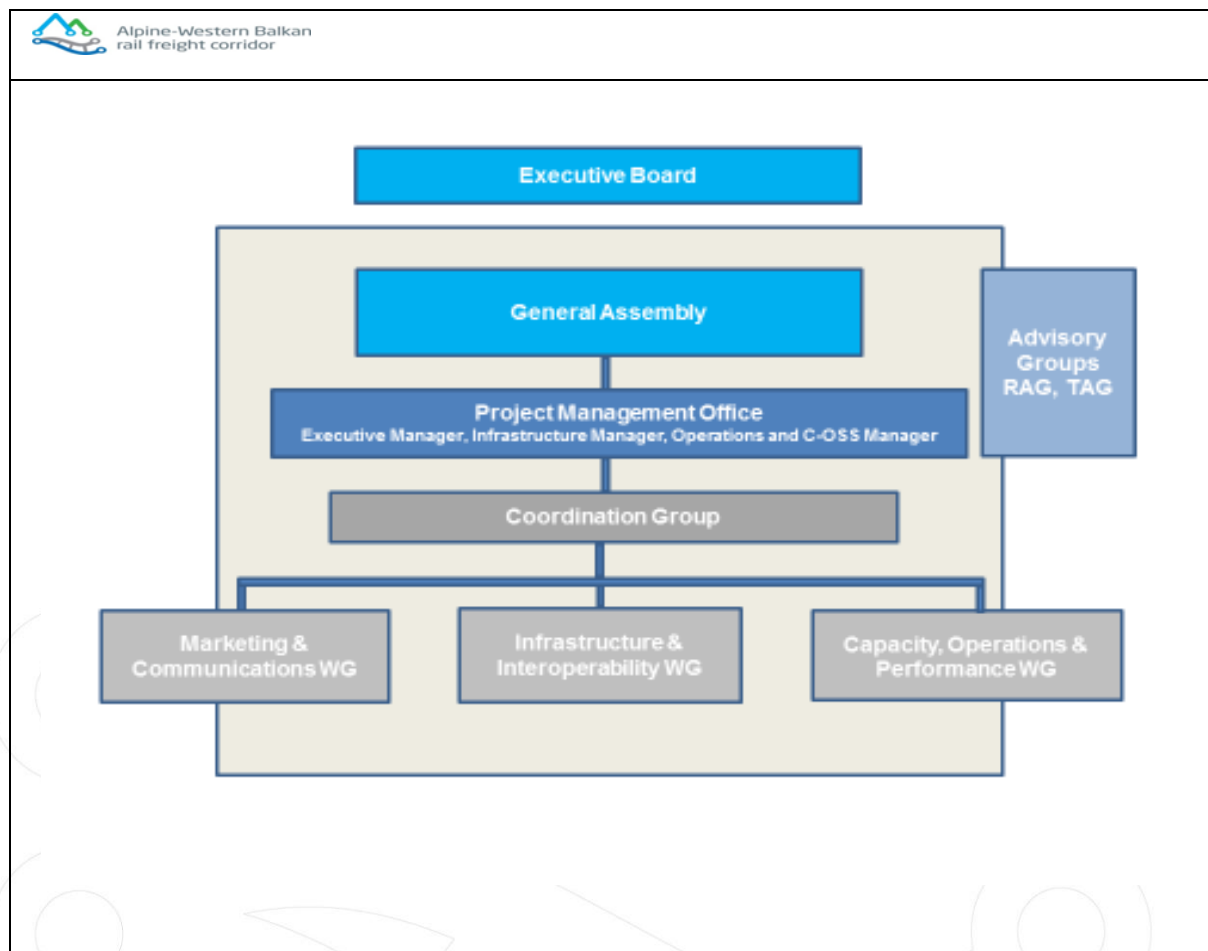 Alpine-Western Balkan
rail freight corridor
Executive Board
General Assembly
Advisory
Groups
RAG, TAG
Project Management Office
Executive Manager, Infrastructure Manager, Operations and C-OSS Manager
Coordination Group
Marketing &
Communications WG
Infrastructure &
Interoperability WG
Capacity, Operations &
Performance WG